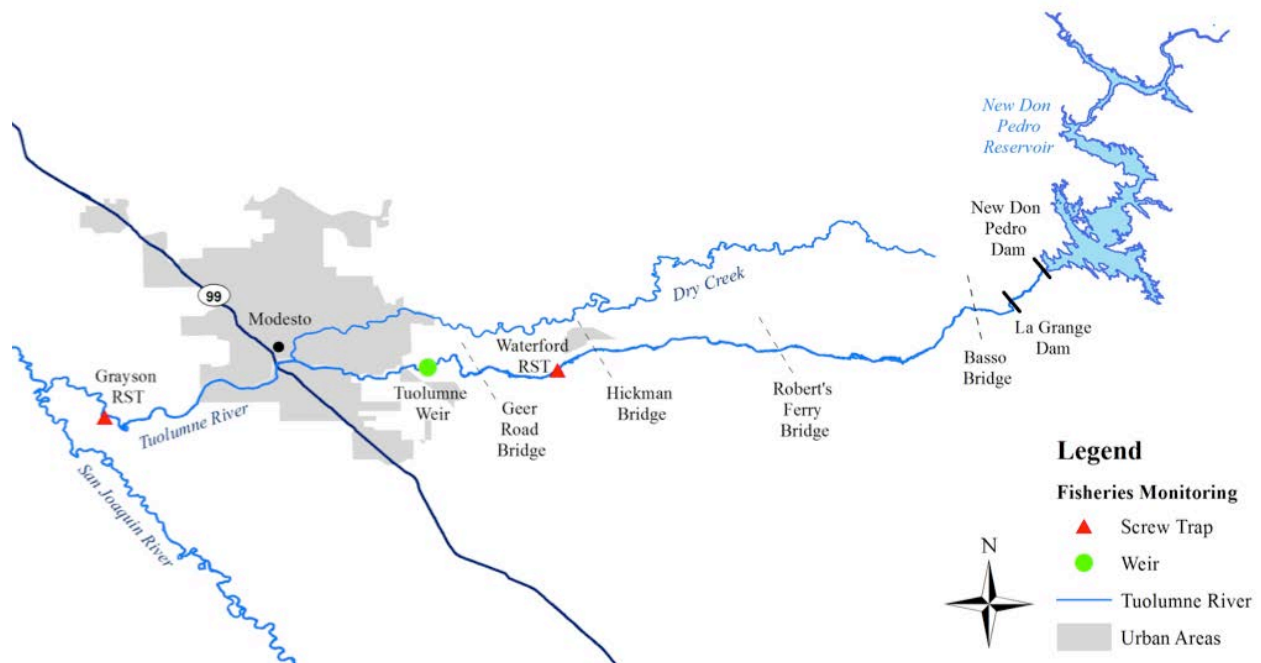 New Don
Pedro
Reservoir
New Don
Pedro
Dam
Dry Creek
99
Modesto
Waterford
RST
La Grange
Dam
Basso
Bridge
Grayson
RST
Tuolumne River
Tuolumne
Weir
Geer
Road
Bridge
Hickman
Bridge
Robert's
Ferry
Bridge
San Joaquin River
Legend
Fisheries Monitoring
Screw Trap
Weir
Tuolumne River
Urban Areas
N